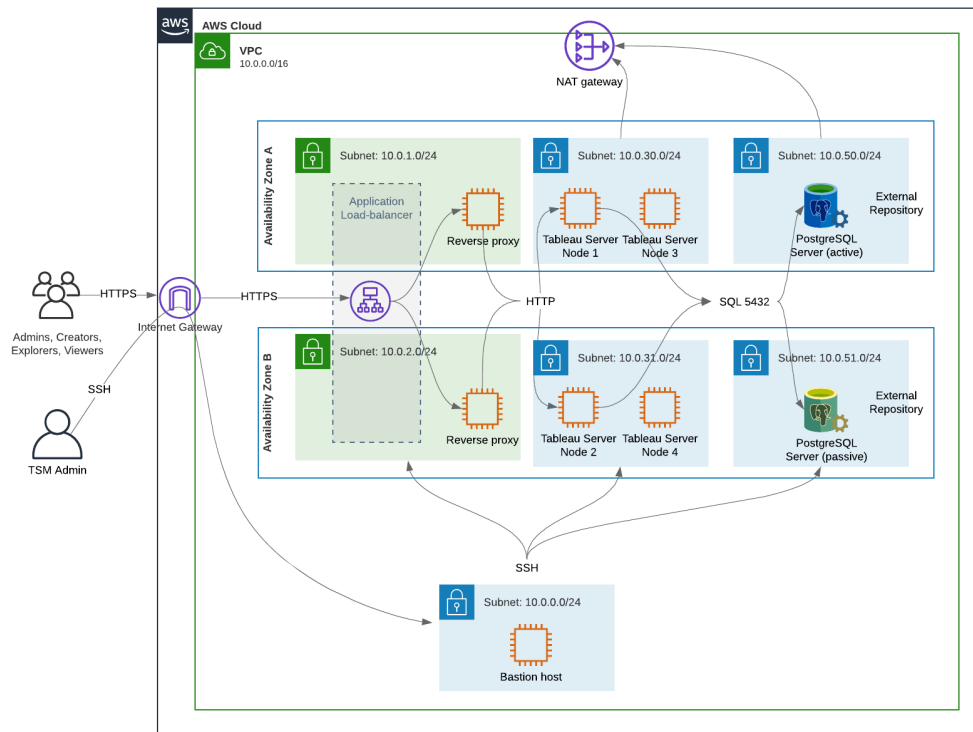 aws
AWS Cloud
VPC
10.0.0.0/16
NAT gateway
Availability Zone A
Subnet: 10.0.1.0/24
Application
Load-balancer
Reverse proxy
Subnet: 10.0.30.0/24
Tableau Server
Node 1
Tableau Server
Node 3
Subnet: 10.0.50.0/24
External
Repository
PostgreSQL
Server (active)
HTTPS
HTTPS
HTTP
SQL 5432
Internet Gateway
Admins, Creators,
Explorers, Viewers
SSH
TSM Admin
Availability Zone B
Subnet: 10.0.2.0/24
Reverse proxy
Subnet: 10.0.31.0/24
Tableau Server
Node 2
Tableau Server
Node 4
Subnet: 10.0.51.0/24
External
Repository
PostgreSQL
Server (passive)
SSH
Subnet: 10.0.0.0/24
Bastion host